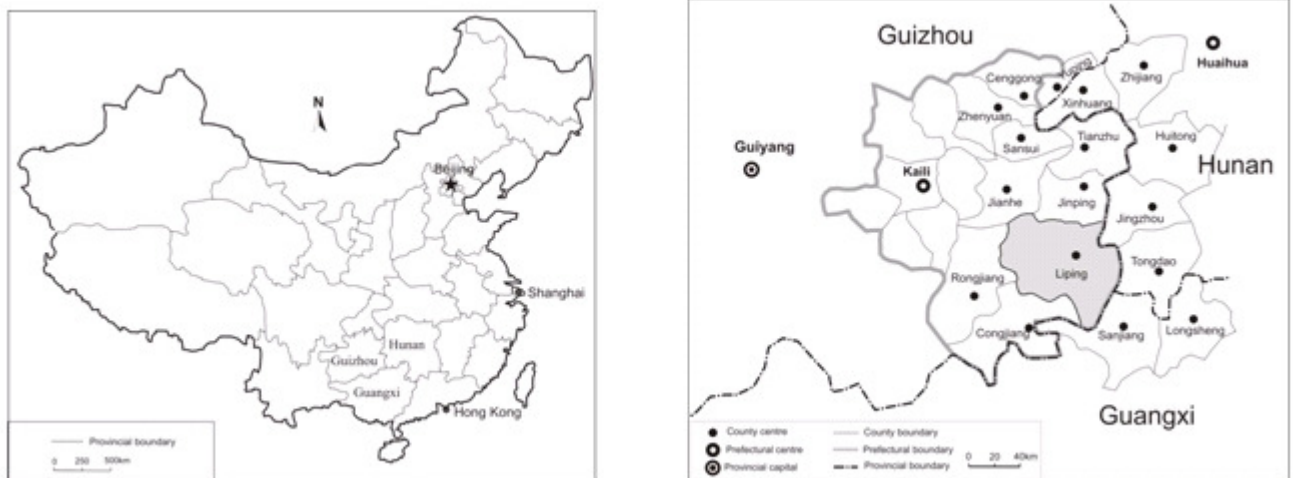 N
Beijing
Shanghai
Hunan
Guizhou
Guangxi
Hong Kong
Provincial boundary
0 250 500km
Guizhou
Huaihua
Zhijiang
Yuping
Cenggong
Xinhuang
Zhenyuan
Tianzhu
Huitong
Sansui
Guiyang
Hunan
Kaili
Jianhe
Jinping
Jingzhou
Tongdao
Liping
Rongjiang
Congjiang
Sanjiang
Longsheng
Guangxi
County centre
County boundary
Prefectural centre
Prefectural boundary
Provincial capital
Provincial boundary
0 20 40km